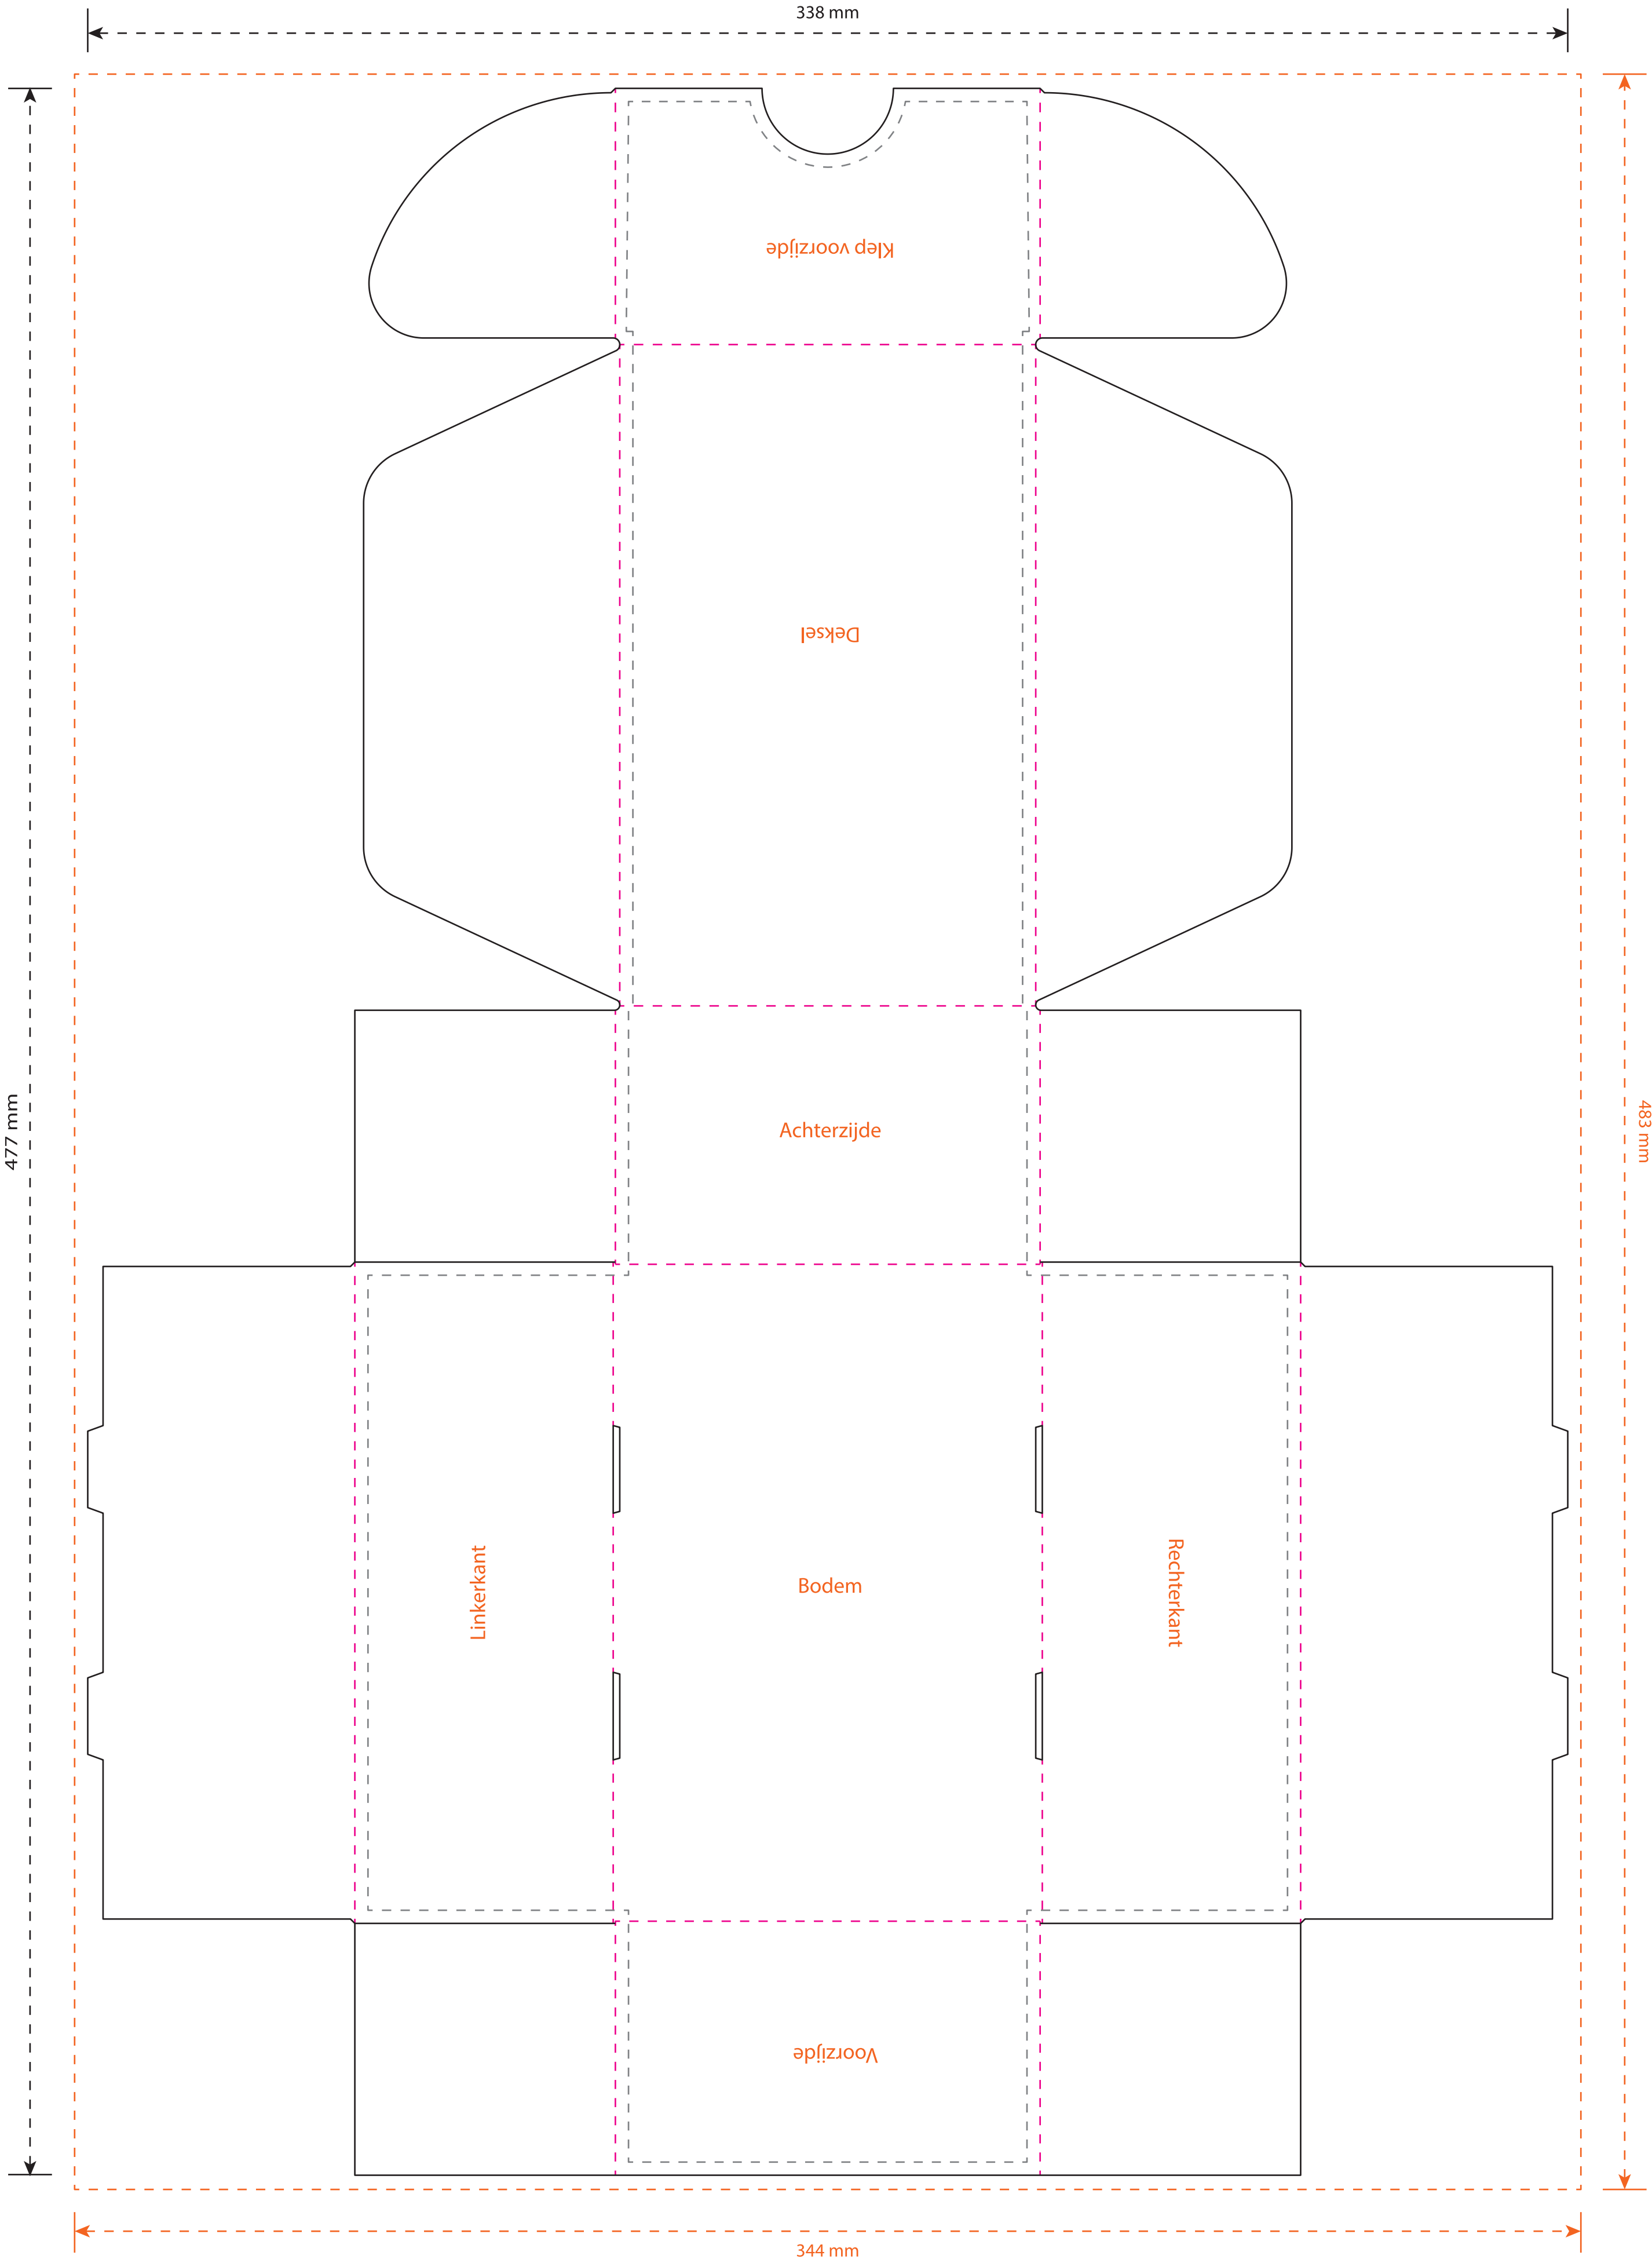 338 mm
Klep voorzijde
Deksel
477 mm
483 mm
Achterzijde
Linkerkant
Bodem
Rechterkant
Voorzijde
344 mm